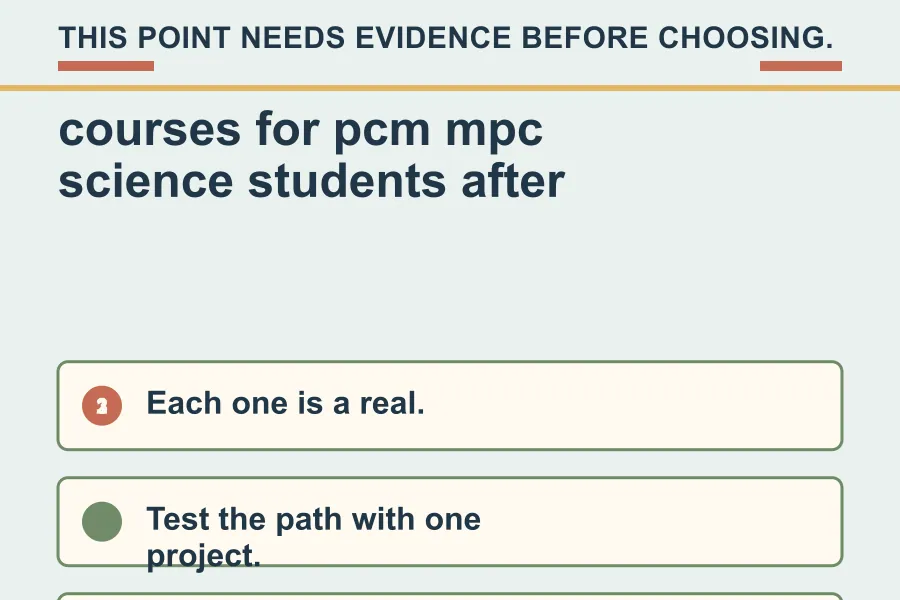 THIS POINT NEEDS EVIDENCE BEFORE CHOOSING.
courses for pcm mpc
science students after
Each one is a real.
Test the path with one
project.